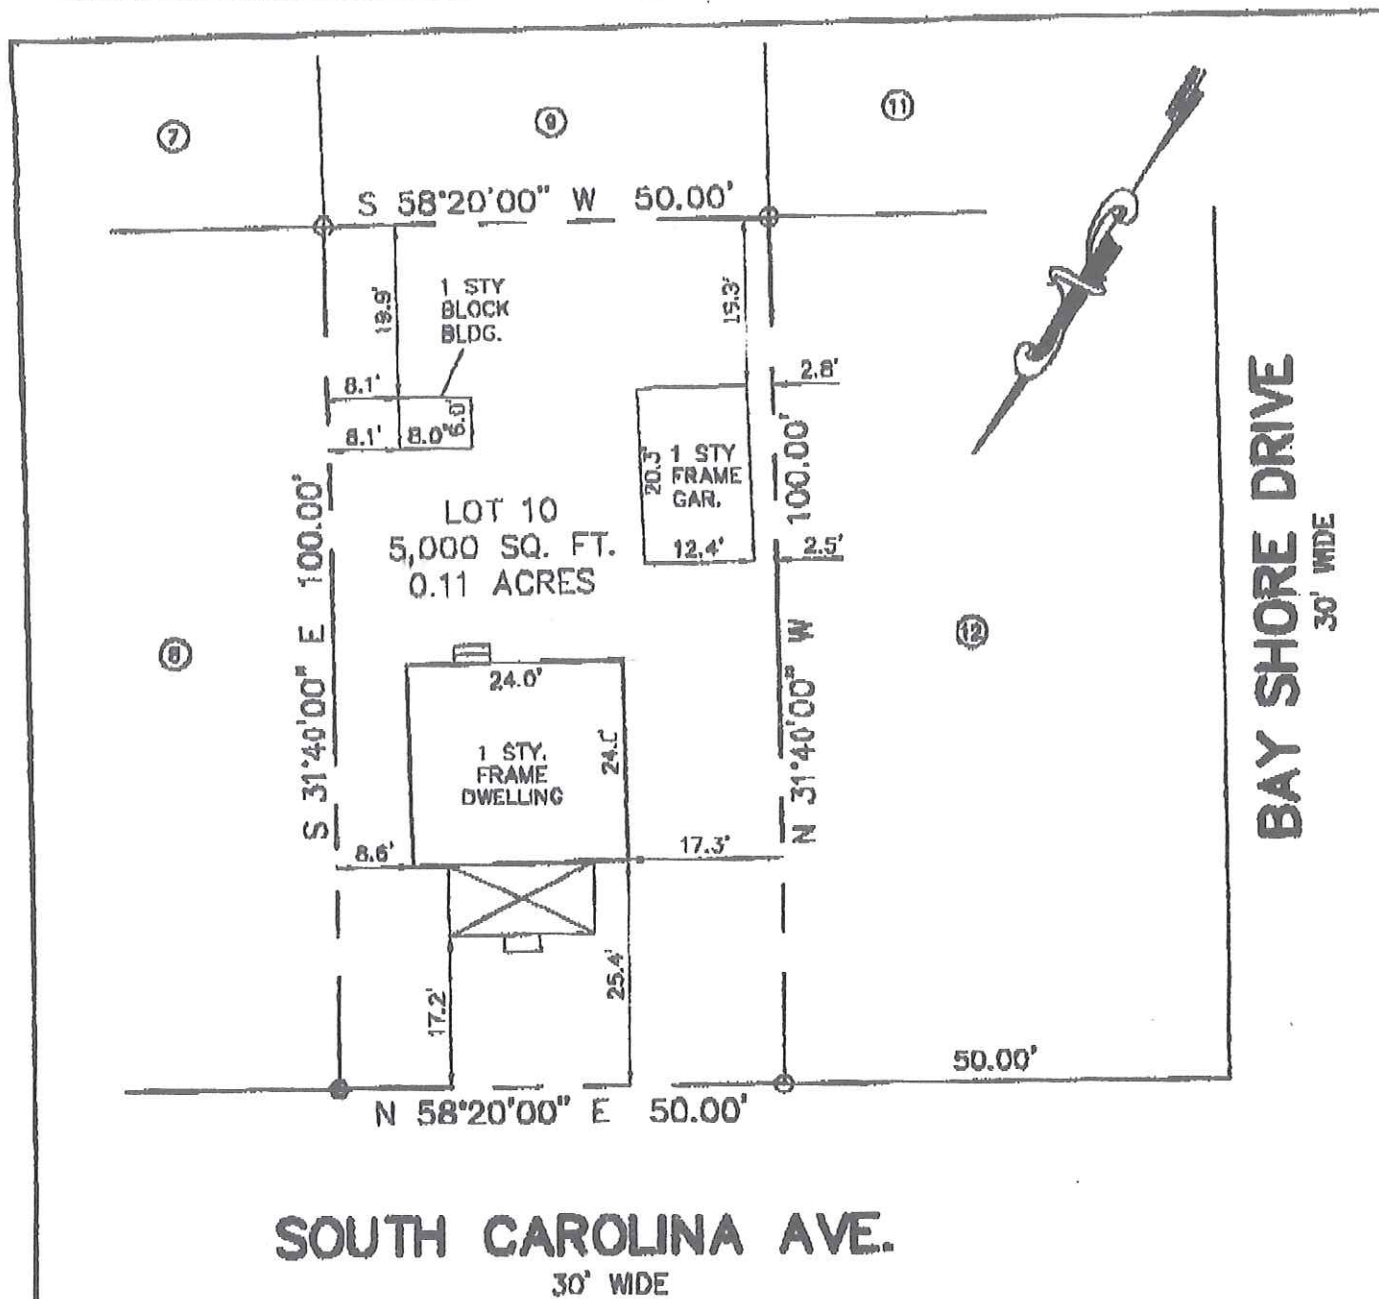 7
9
11
S 58°20'00" W 50.00'
19.9'
1 STY
BLOCK
BLDG.
15.3'
8.1'
2.8'
8.1'
8.0'
6.0'
20.3'
1 STY
FRAME
GAR.
12.4'
2.5'
S 31°40'00" E 100.00'
LOT 10
5,000 SQ. FT.
0.11 ACRES
N 31°40'00" W 100.00'
8
12
BAY SHORE DRIVE
30' WIDE
24.0'
1 STY.
FRAME
DWELLING
8.6'
17.3'
17.2'
25.4'
N 58°20'00" E 50.00'
50.00'
SOUTH CAROLINA AVE.
30' WIDE